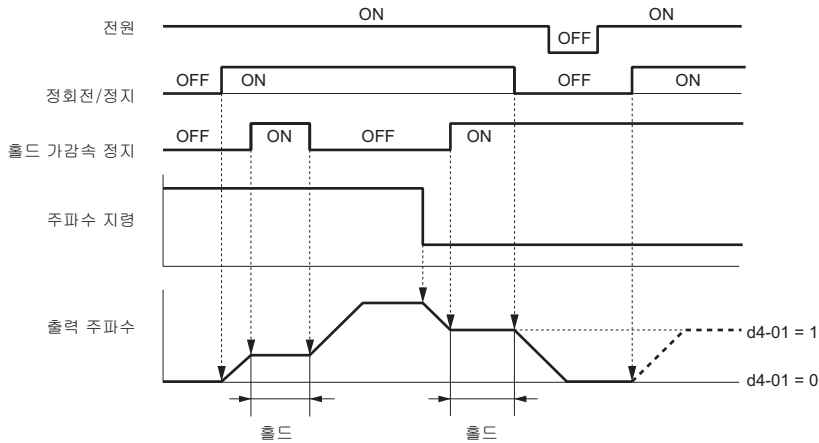 ON ON
전원
OFF
OFF ON OFF ON
정회전/정지
OFF ON OFF ON
홀드 가감속 정지
주파수 지령
출력 주파수
d4-01 = 1
d4-01 = 0
홀드 홀드